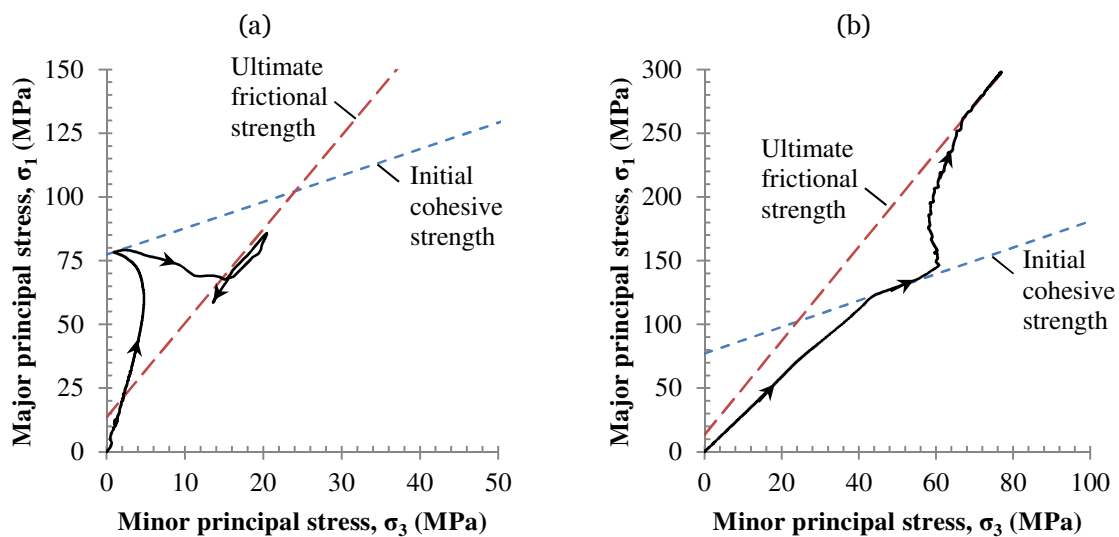 (a)
Major principal stress, σ1 (MPa)
150
125
100
75
50
25
0
Ultimate
frictional
strength
Initial
cohesive
strength
0 10 20 30 40 50
Minor principal stress, σ3 (MPa)
(b)
Major principal stress, σ1 (MPa)
300
250
200
150
100
50
0
Ultimate
frictional
strength
Initial
cohesive
strength
0 20 40 60 80 100
Minor principal stress, σ3 (MPa)